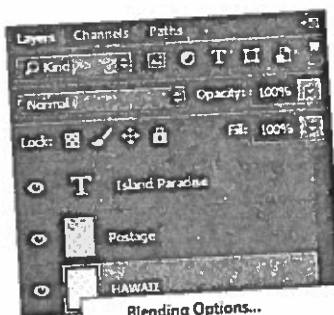 Layers Channels Paths
Kind T
Normal Opacity: 100%
Lock: Fill: 100%
T Island Paradise
Postage
HAWAII
Blending Options...